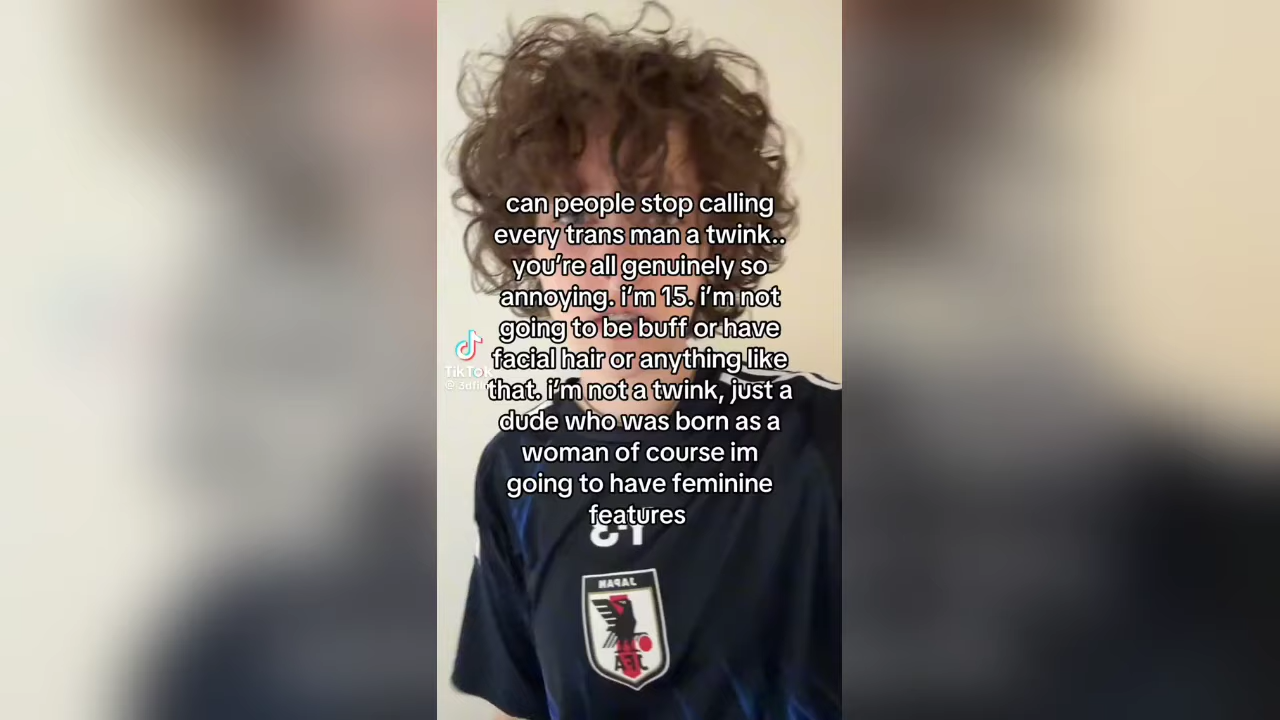 can people stop calling
every trans man a twink..
you're all genuinely so
annoying. i'm 15. i'm not
going to be buff or have
facial hair or anything like
that. i'm not a twink, just a
dude who was born as a
woman of course im
going to have feminine
features
TikTok
Y-3
JAPAN
JFA